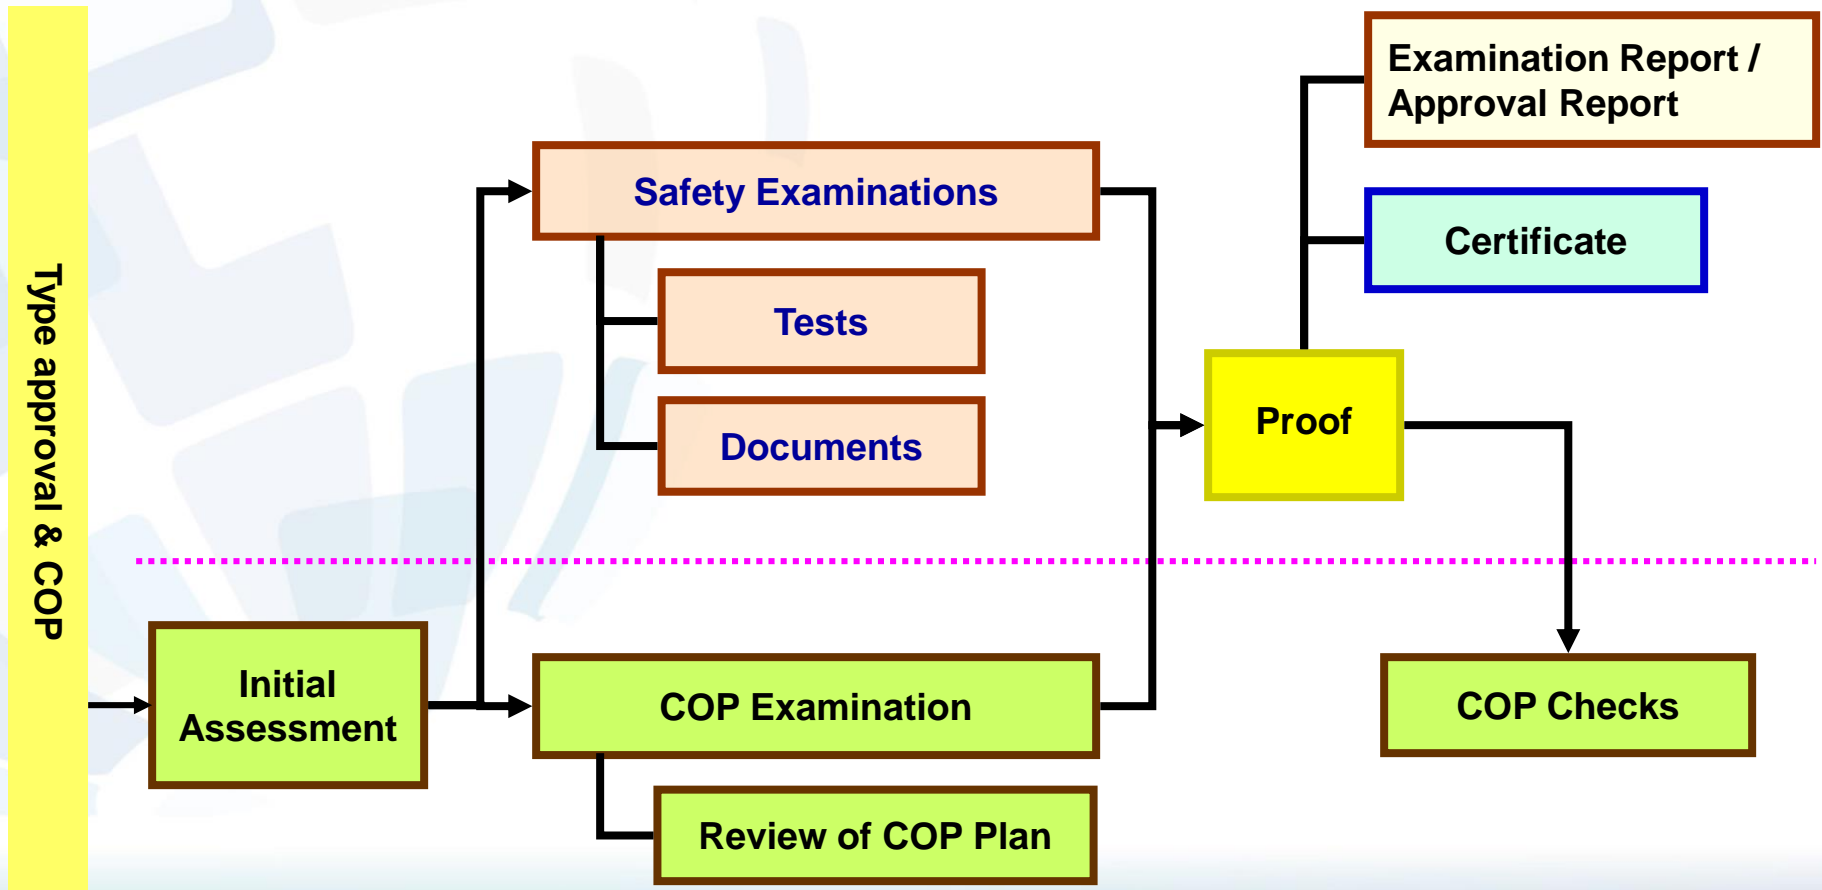 Type approval & COP
Examination Report /
Approval Report
Safety Examinations
Certificate
Tests
Proof
Documents
Initial
Assessment
COP Examination
COP Checks
Review of COP Plan